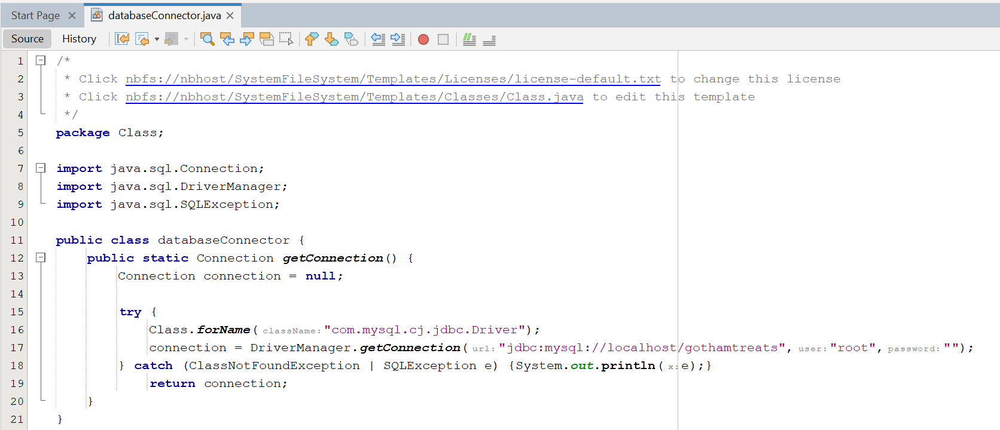 Start Page
databaseConnector.java
Source History
1 /*
2 * Click nbfs://nbhost/SystemFileSystem/Templates/Licenses/license-default.txt to change this license
3 * Click nbfs://nbhost/SystemFileSystem/Templates/Classes/Class.java to edit this template
4 */
5 package Class;
6
7 import java.sql.Connection;
8 import java.sql.DriverManager;
9 import java.sql.SQLException;
10
11 public class databaseConnector {
12 public static Connection getConnection() {
13 Connection connection = null;
14
15 try {
16 Class.forName( className: "com.mysql.cj.jdbc.Driver");
17 connection = DriverManager.getConnection( url: "jdbc:mysql://localhost/gothamtreats", user: "root", password: "");
18 } catch (ClassNotFoundException | SQLException e) {System.out.println( x: e);}
19 return connection;
20 }
21 }